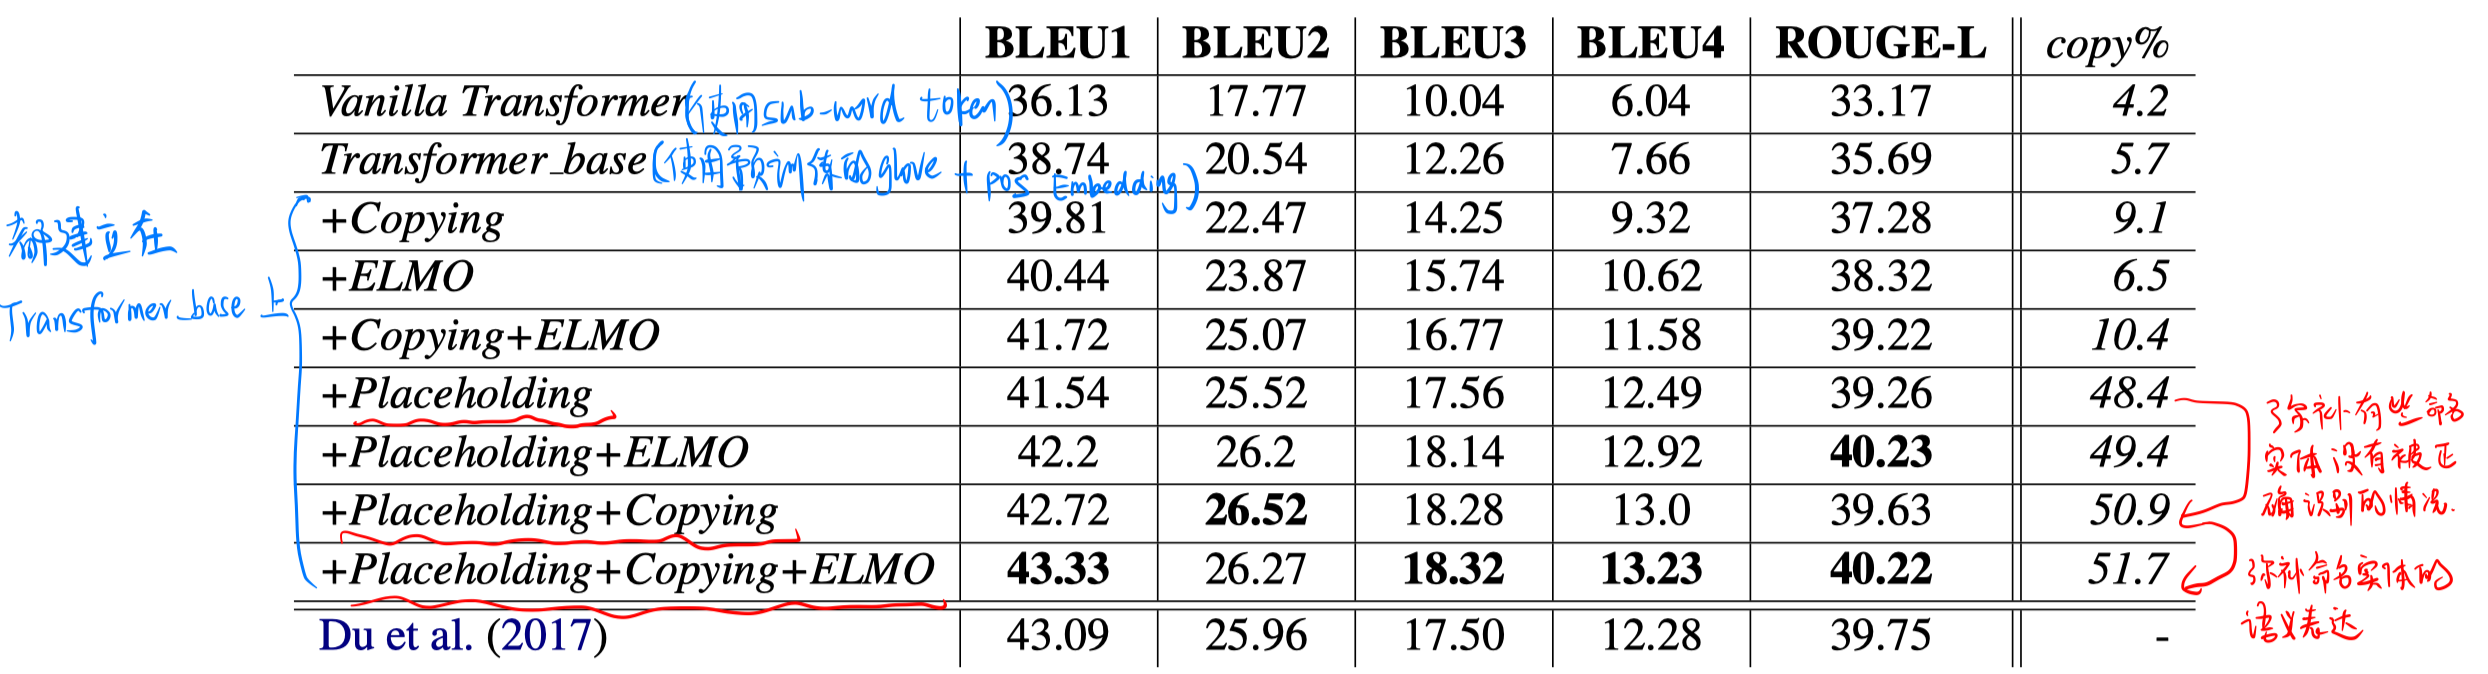 BLEU1 BLEU2 BLEU3 BLEU4 ROUGE-L copy%
Vanilla Transformer(使用sub-word token) 36.13 17.77 10.04 6.04 33.17 4.2
Transformer_base(使用预训练的glove + pos Embedding) 38.74 20.54 12.26 7.66 35.69 5.7
+Copying 39.81 22.47 14.25 9.32 37.28 9.1
都建立在
Transformer_base 上
+ELMO 40.44 23.87 15.74 10.62 38.32 6.5
+Copying+ELMO 41.72 25.07 16.77 11.58 39.22 10.4
+Placeholding 41.54 25.52 17.56 12.49 39.26 48.4
+Placeholding+ELMO 42.2 26.2 18.14 12.92 40.23 49.4
+Placeholding+Copying 42.72 26.52 18.28 13.0 39.63 50.9
+Placeholding+Copying+ELMO 43.33 26.27 18.32 13.23 40.22 51.7
Du et al. (2017) 43.09 25.96 17.50 12.28 39.75 -
弥补有些命名
实体没有被正
确识别的情况.
弥补命名实体的
语义表达